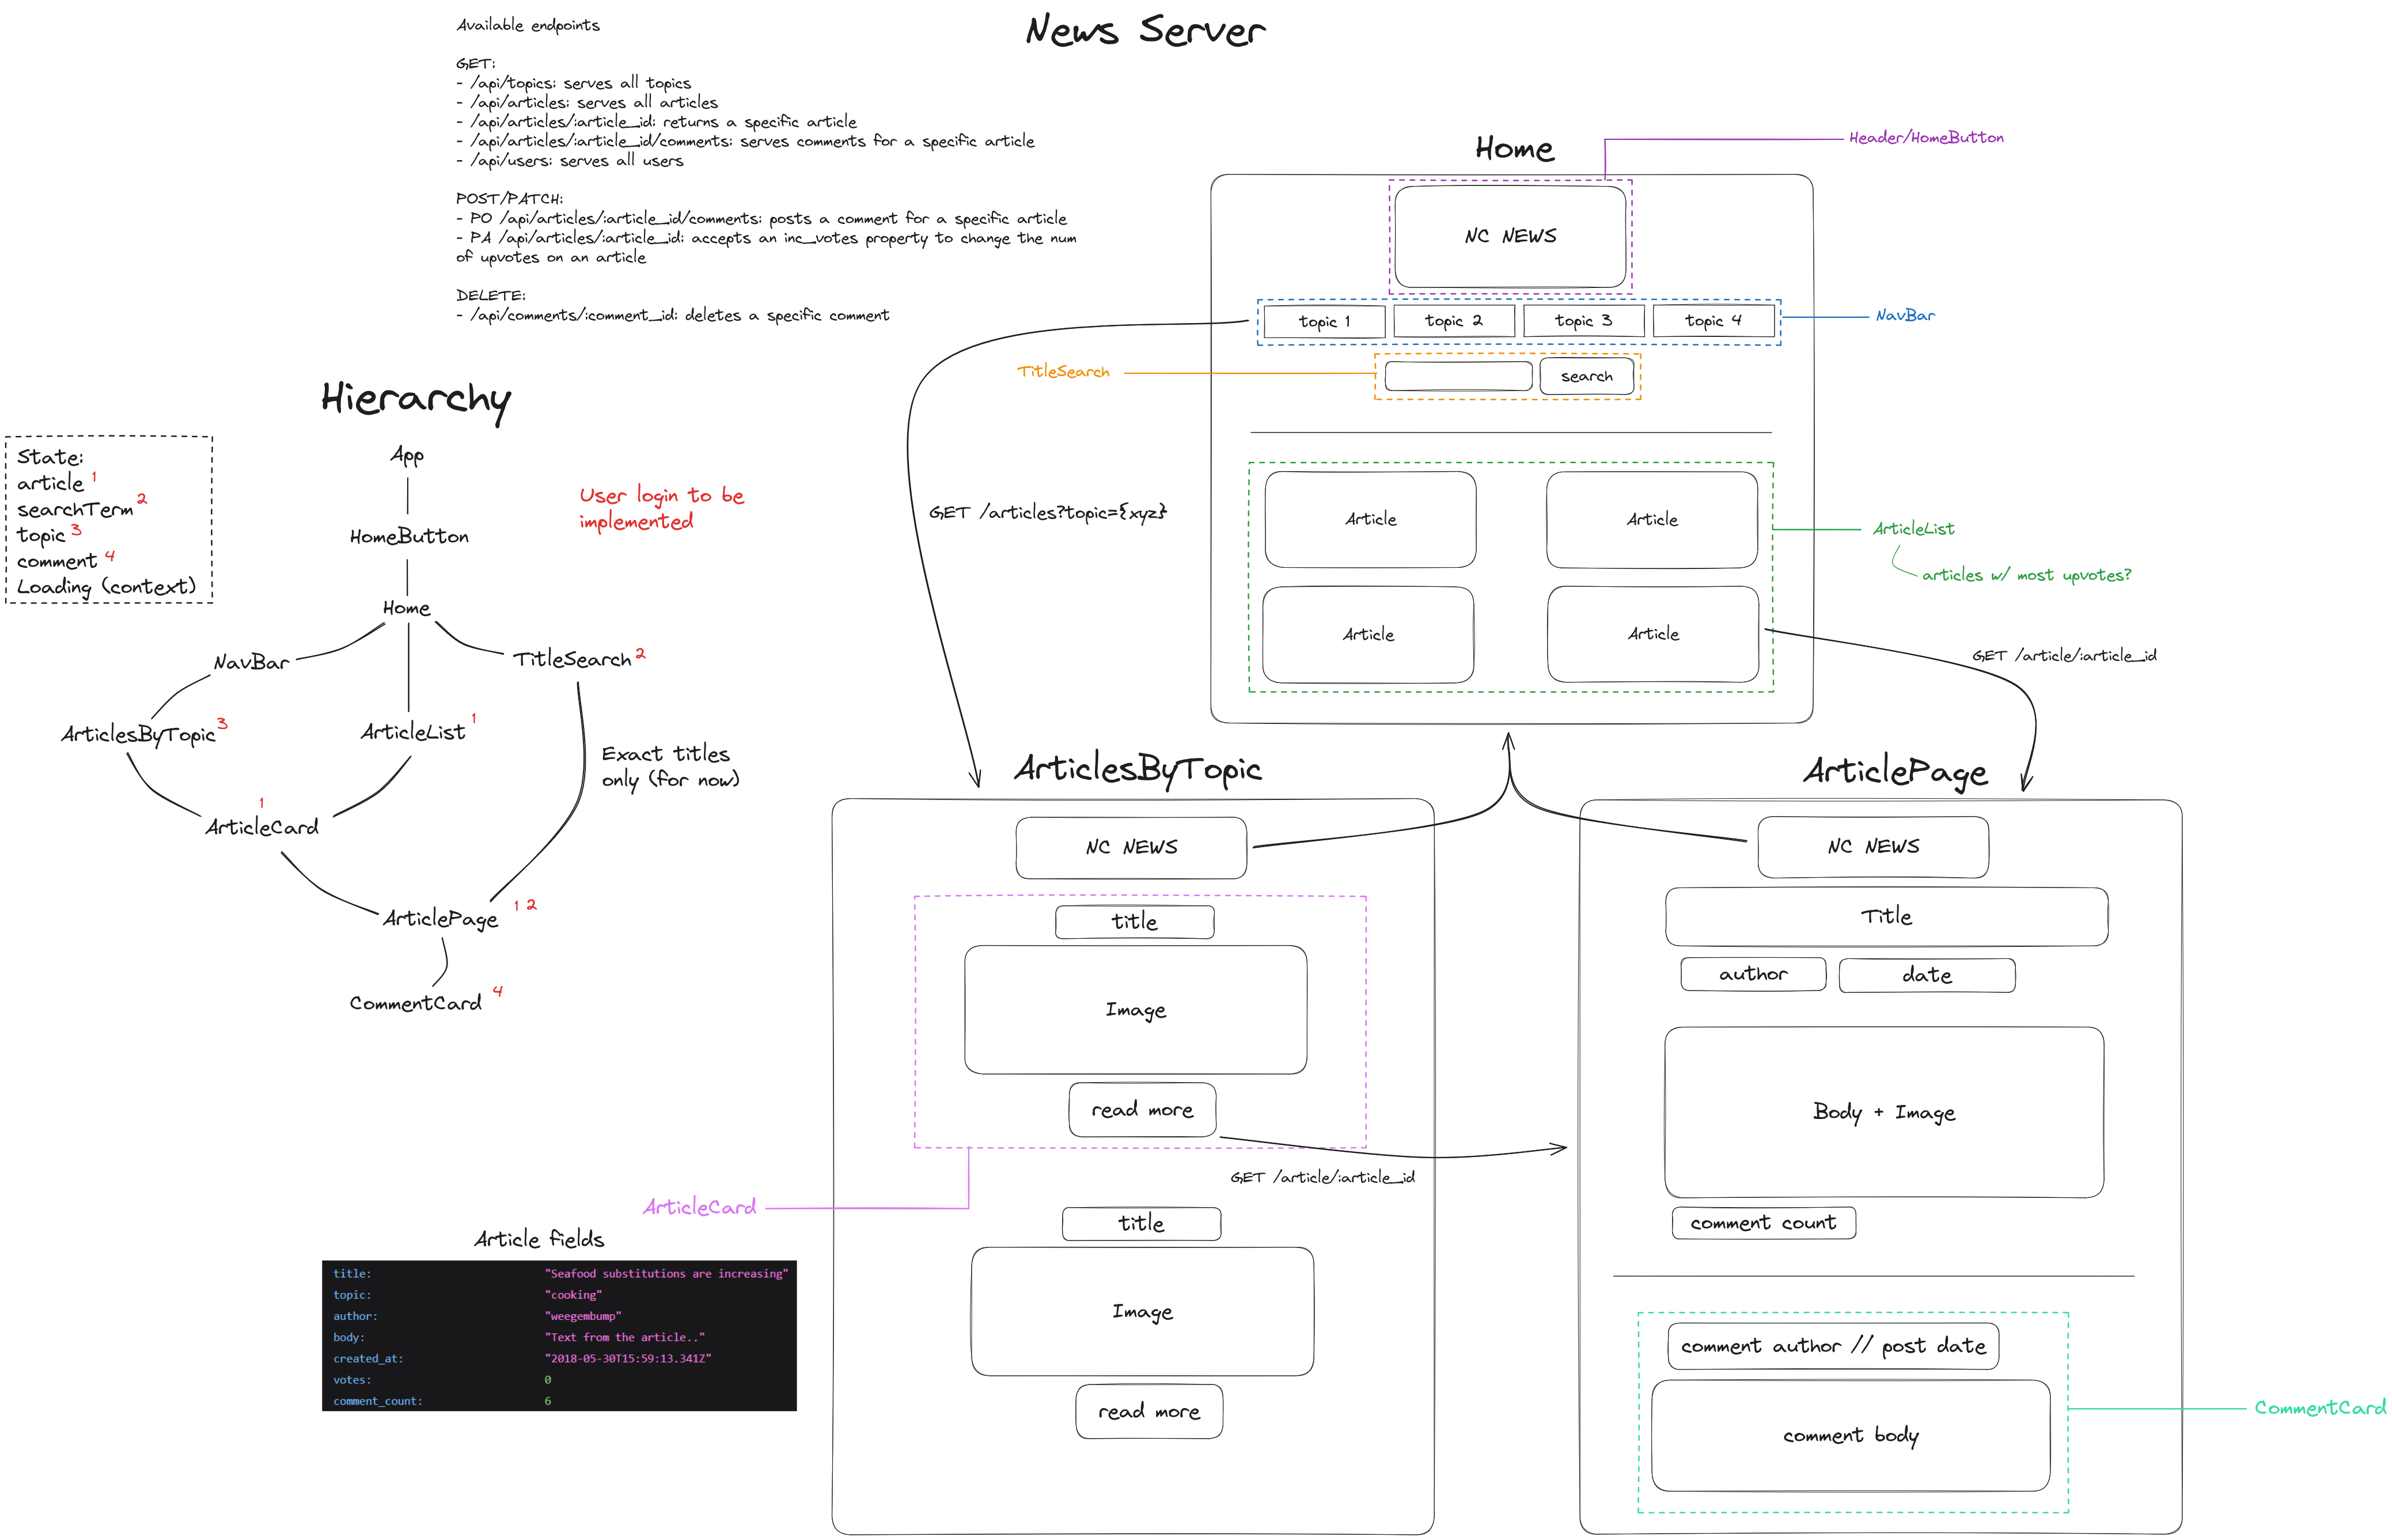 News Server
Available endpoints
GET:
- /api/topics: serves all topics
- /api/articles: serves all articles
- /api/articles/:article_id: returns a specific article
- /api/articles/:article_id/comments: serves comments for a specific article
- /api/users: serves all users
POST/PATCH:
- PO /api/articles/:article_id/comments: posts a comment for a specific article
- PA /api/articles/:article_id: accepts an inc_votes property to change the num
of upvotes on an article
DELETE:
- /api/comments/:comment_id: deletes a specific comment
Hierarchy
State:
article 1
searchTerm 2
topic 3
comment 4
Loading (context)
App
HomeButton
Home
User login to be
implemented
NavBar
TitleSearch 2
ArticlesByTopic 3
ArticleList 1
Exact titles
only (for now)
1
ArticleCard
ArticlePage 1 2
CommentCard 4
Home
Header/HomeButton
NC NEWS
topic 1
topic 2
topic 3
topic 4
NavBar
TitleSearch
search
GET /articles?topic={xyz}
Article
Article
ArticleList
articles w/ most upvotes?
Article
Article
GET /article/:article_id
ArticlesByTopic
NC NEWS
title
Image
read more
GET /article/:article_id
ArticleCard
title
Image
read more
ArticlePage
NC NEWS
Title
author
date
Body + Image
comment count
comment author // post date
comment body
CommentCard
Article fields
title: "Seafood substitutions are increasing"
topic: "cooking"
author: "weegembump"
body: "Text from the article.."
created_at: "2018-05-30T15:59:13.341Z"
votes: 0
comment_count: 6